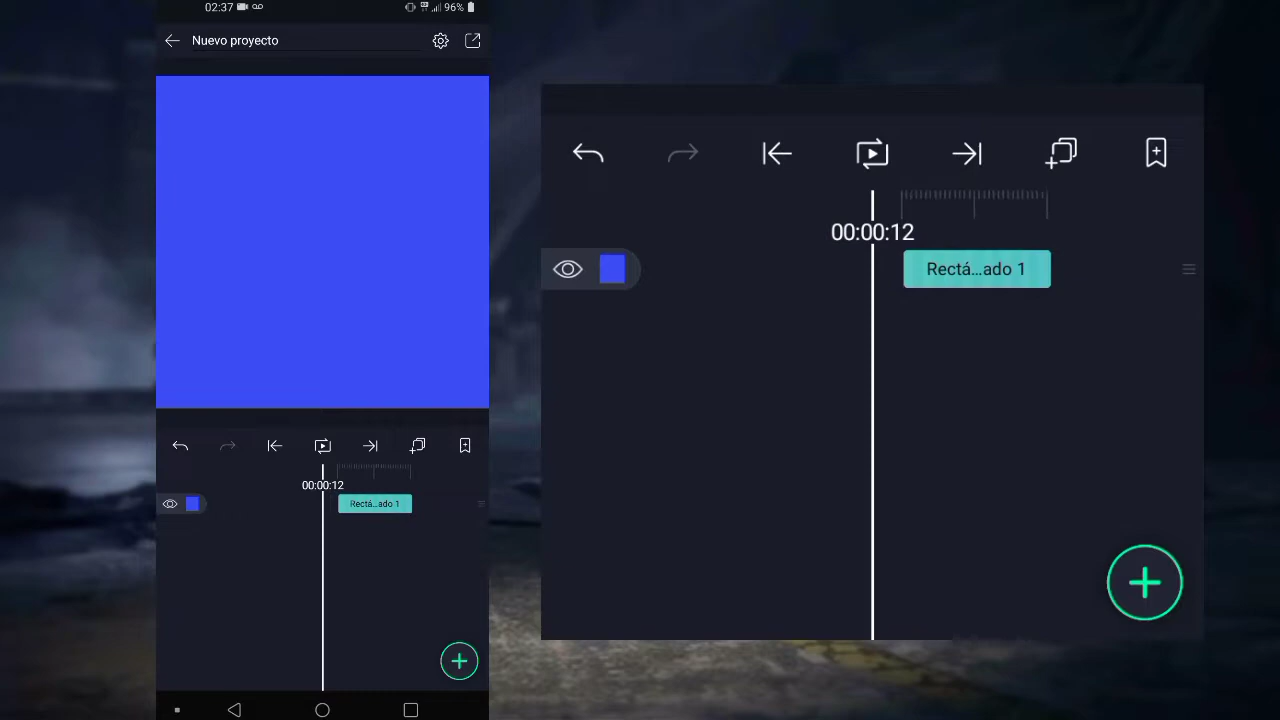 02:37
96%
Nuevo proyecto
00:00:12
Rectá...ado 1
00:00:12
Rectá...ado 1